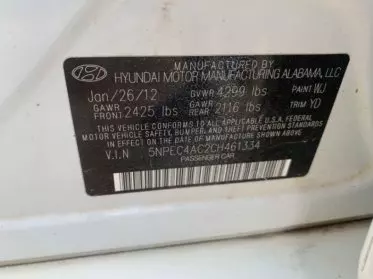 MANUFACTURED BY
HYUNDAI MOTOR MANUFACTURING ALABAMA, LLC
Jan/26/12 GVWR 4299 lbs PAINT WJ
GAWR FRONT 2425 lbs GAWR REAR 2116 lbs TRIM YD
THIS VEHICLE CONFORMS TO ALL APPLICABLE U.S.A. FEDERAL
MOTOR VEHICLE SAFETY, BUMPER, AND THEFT PREVENTION
STANDARDS IN EFFECT ON THE DATE OF MANUFACTURE SHOWN ABOVE.
V.I.N 5NPEC4AC2CH461334
PASSENGER CAR